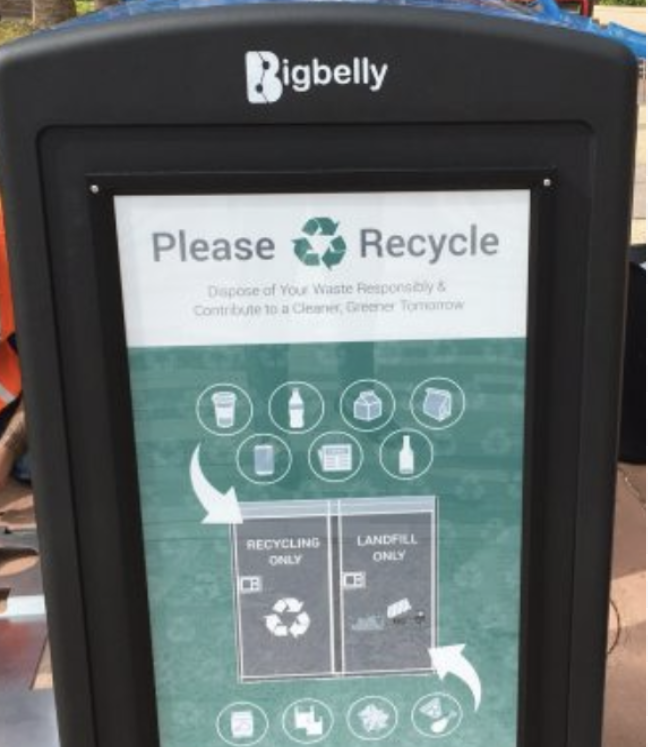 Bigbelly
Please Recycle
Dispose of Your Waste Responsibly &
Contribute to a Cleaner, Greener Tomorrow
RECYCLING
ONLY
LANDFILL
ONLY